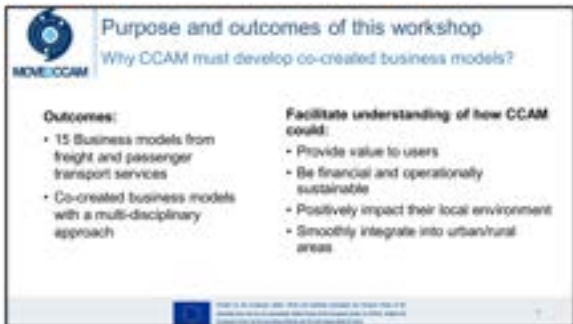 Purpose and outcomes of this workshop
Why CCAM must develop co-created business models?
MOVE2CCAM
Outcomes:
• 15 Business models from
freight and passenger
transport services
• Co-created business models
with a multi-disciplinary
approach
Facilitate understanding of how CCAM
could:
• Provide value to users
• Be financial and operationally
sustainable
• Positively impact their local environment
• Smoothly integrate into urban/rural
areas